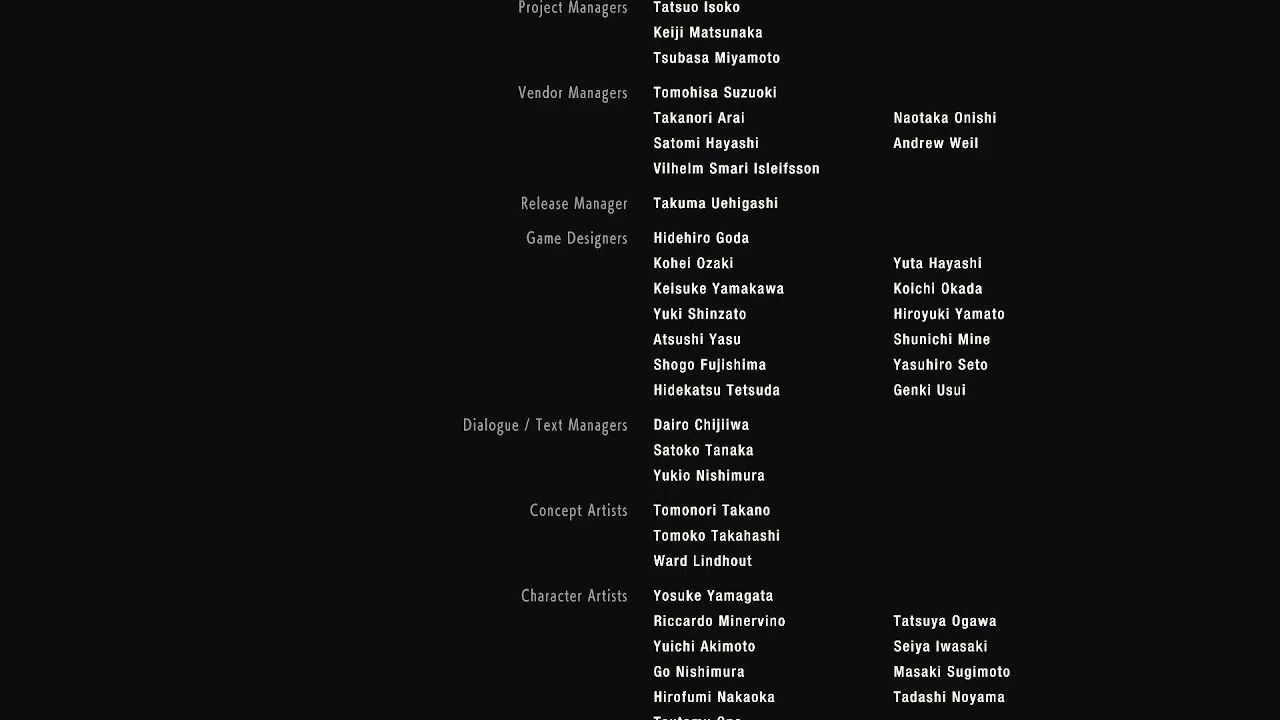 Project Managers Tatsuo Isoko
Keiji Matsunaka
Tsubasa Miyamoto
Vendor Managers Tomohisa Suzuoki
Takanori Arai Naotaka Onishi
Satomi Hayashi Andrew Weil
Vilhelm Smari Isleifsson
Release Manager Takuma Uehigashi
Game Designers Hidehiro Goda
Kohei Ozaki Yuta Hayashi
Keisuke Yamakawa Koichi Okada
Yuki Shinzato Hiroyuki Yamato
Atsushi Yasu Shunichi Mine
Shogo Fujishima Yasuhiro Seto
Hidekatsu Tetsuda Genki Usui
Dialogue / Text Managers Dairo Chijiiwa
Satoko Tanaka
Yukio Nishimura
Concept Artists Tomonori Takano
Tomoko Takahashi
Ward Lindhout
Character Artists Yosuke Yamagata
Riccardo Minervino Tatsuya Ogawa
Yuichi Akimoto Seiya Iwasaki
Go Nishimura Masaki Sugimoto
Hirofumi Nakaoka Tadashi Noyama